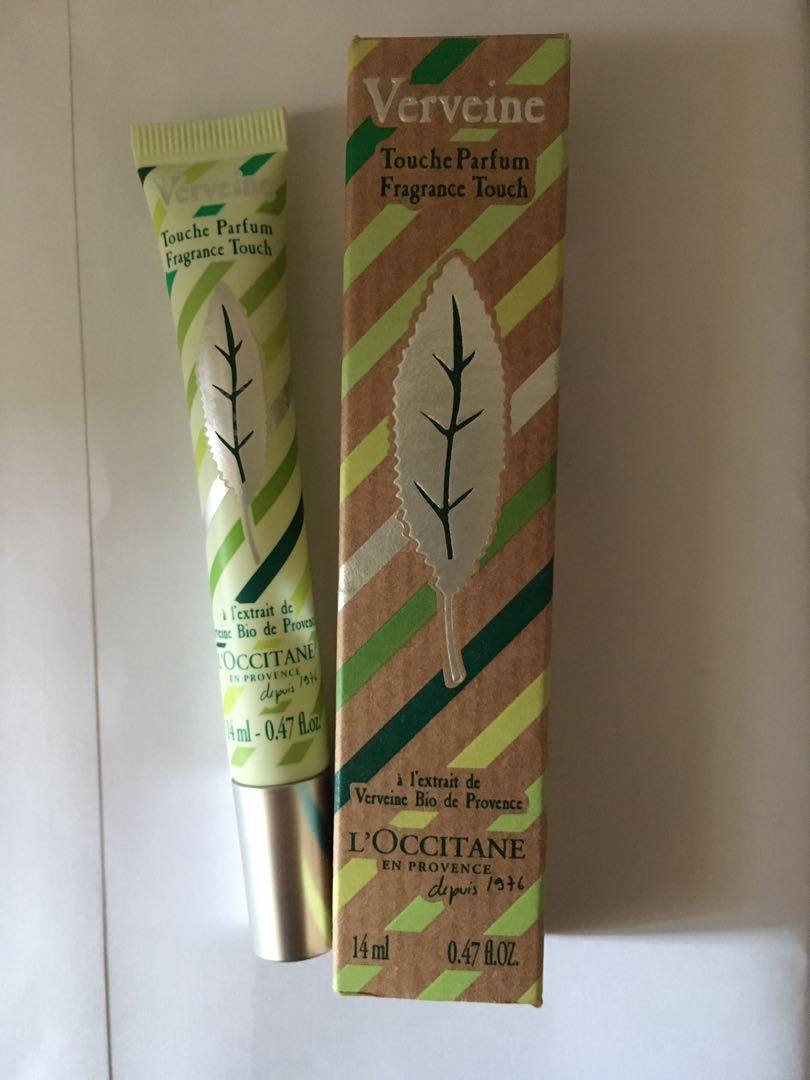 Verveine
Touche Parfum
Fragrance Touch
à l'extrait de
Bio de Provence
L'OCCITANE
EN PROVENCE
depuis 1976
14 ml - 0.47 fl.oz.
Verveine
Touche Parfum
Fragrance Touch
à l'extrait de
Verveine Bio de Provence
L'OCCITANE
EN PROVENCE
depuis 1976
14 ml 0.47 fl.OZ.